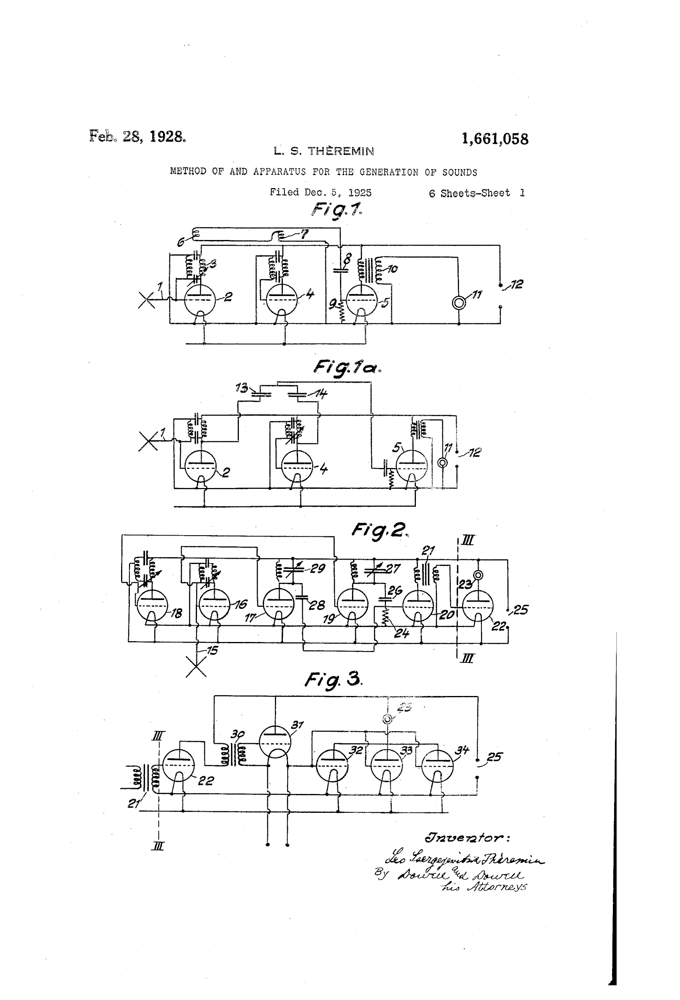 Feb. 28, 1928.
1,661,058
L. S. THÈREMIN
METHOD OF AND APPARATUS FOR THE GENERATION OF SOUNDS
Filed Dec. 5, 1925
6 Sheets-Sheet 1
Fig.1.
6
7
3
8
10
1
2
4
9
5
11
12
Fig.1a.
13
14
1
2
4
5
11
12
Fig.2.
III
21
29
27
23
26
28
18
16
17
19
20
24
22
25
15
III
Fig. 3.
23
31
30
III
32
33
34
25
22
21
III
Inventor:
Leo Ssergejewitsch Thèremin
By Dowell and Dowell
his Attorneys